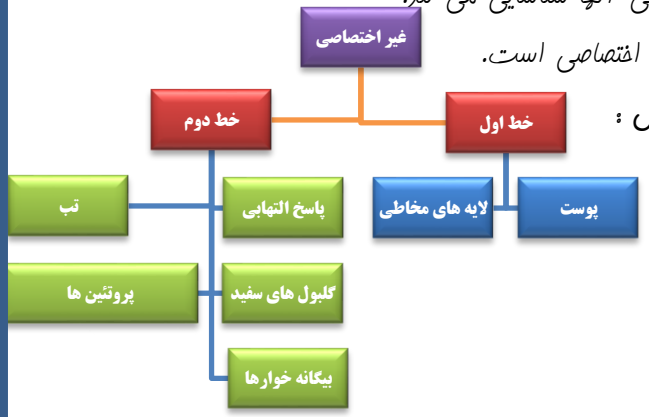 غیر اختصاصی
اختصاصی است.
خط اول
خط دوم
پوست
لایه های مخاطی
پاسخ التهابی
تب
گلبول های سفید
پروتئین ها
بیگانه خوارها